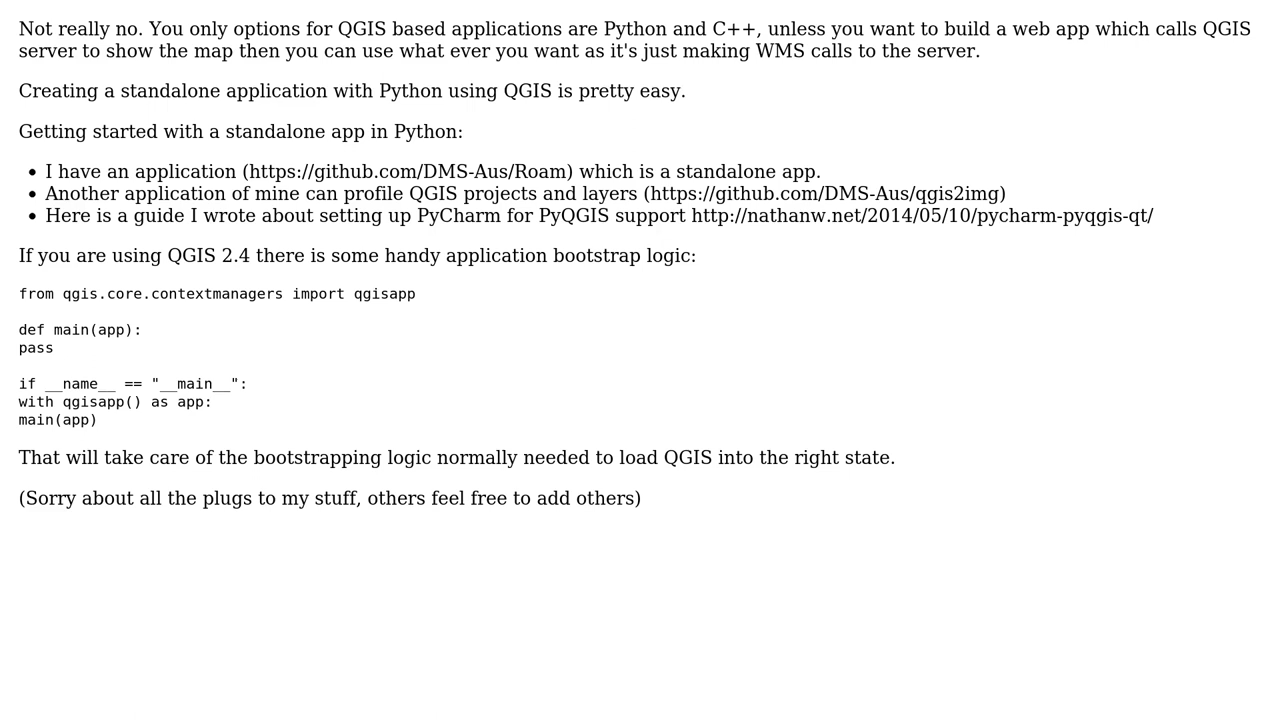 Not really no. You only options for QGIS based applications are Python and C++, unless you want to build a web app which calls QGIS
server to show the map then you can use what ever you want as it's just making WMS calls to the server.
Creating a standalone application with Python using QGIS is pretty easy.
Getting started with a standalone app in Python:
• I have an application (https://github.com/DMS-Aus/Roam) which is a standalone app.
• Another application of mine can profile QGIS projects and layers (https://github.com/DMS-Aus/qgis2img)
• Here is a guide I wrote about setting up PyCharm for PyQGIS support http://nathanw.net/2014/05/10/pycharm-pyqgis-qt/
If you are using QGIS 2.4 there is some handy application bootstrap logic:
from qgis.core.contextmanagers import qgisapp
def main(app):
pass
if __name__ == "__main__":
with qgisapp() as app:
main(app)
That will take care of the bootstrapping logic normally needed to load QGIS into the right state.
(Sorry about all the plugs to my stuff, others feel free to add others)